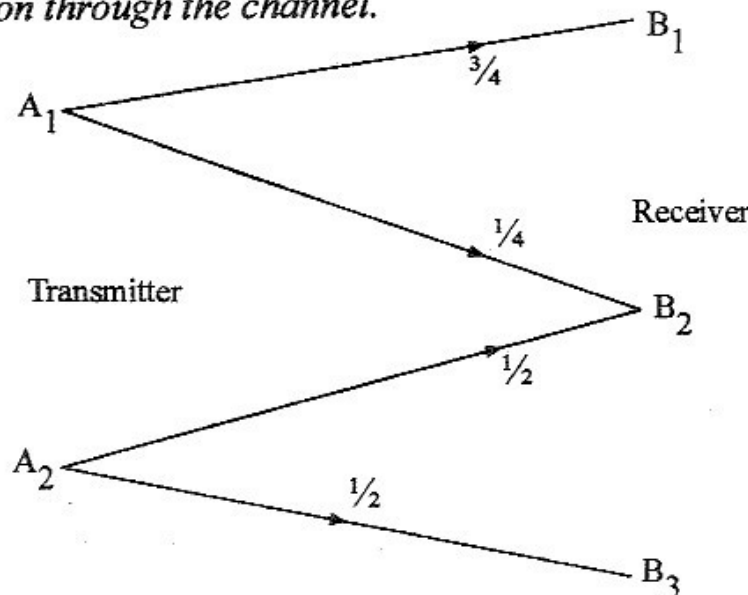 on through the channel.
B1
3/4
A1
1/4
Receiver
Transmitter
B2
1/2
A2
1/2
B3